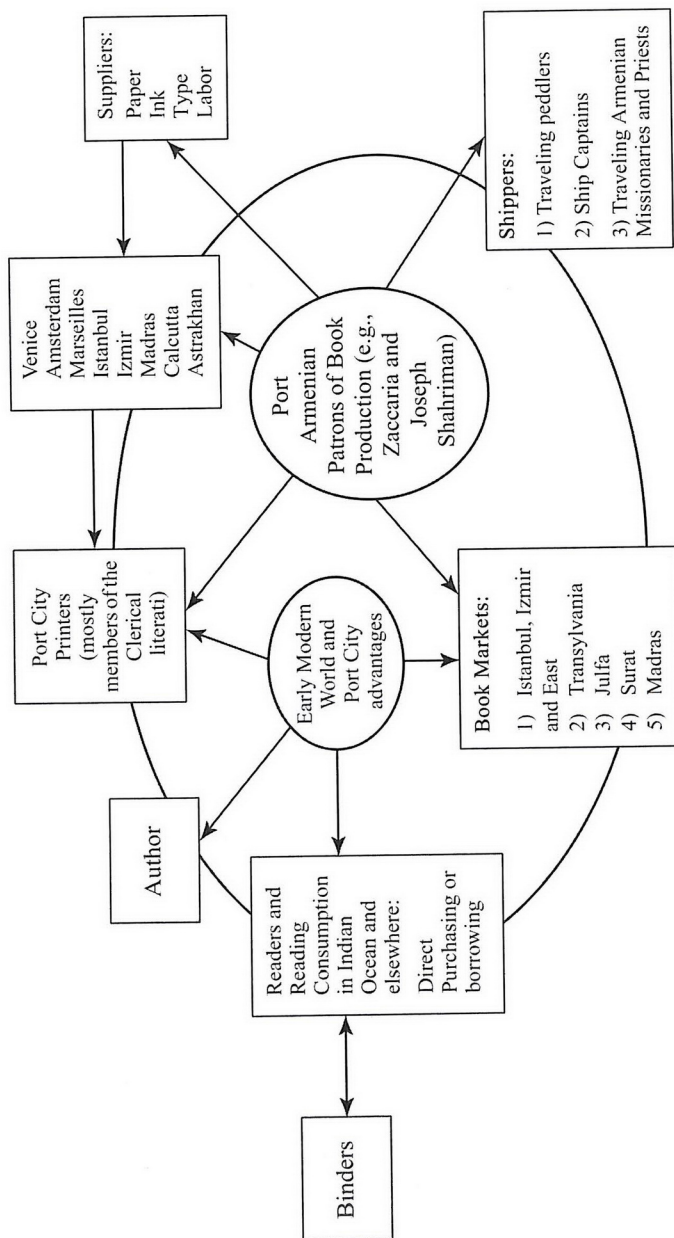 Binders
Readers and
Reading
Consumption
in Indian
Ocean and
elsewhere:
Direct
Purchasing or
borrowing
Author
Early Modern
World and
Port City
advantages
Port City
Printers
(mostly
members of the
Clerical
literati)
Book Markets:
1) Istanbul, Izmir
and East
2) Transylvania
3) Julfa
4) Surat
5) Madras
Port
Armenian
Patrons of Book
Production (e.g.,
Zaccaria and
Joseph
Shahriman)
Venice
Amsterdam
Marseilles
Istanbul
Izmir
Madras
Calcutta
Astrakhan
Suppliers:
Paper
Ink
Type
Labor
Shippers:
1) Traveling peddlers
2) Ship Captains
3) Traveling Armenian
Missionaries and Priests